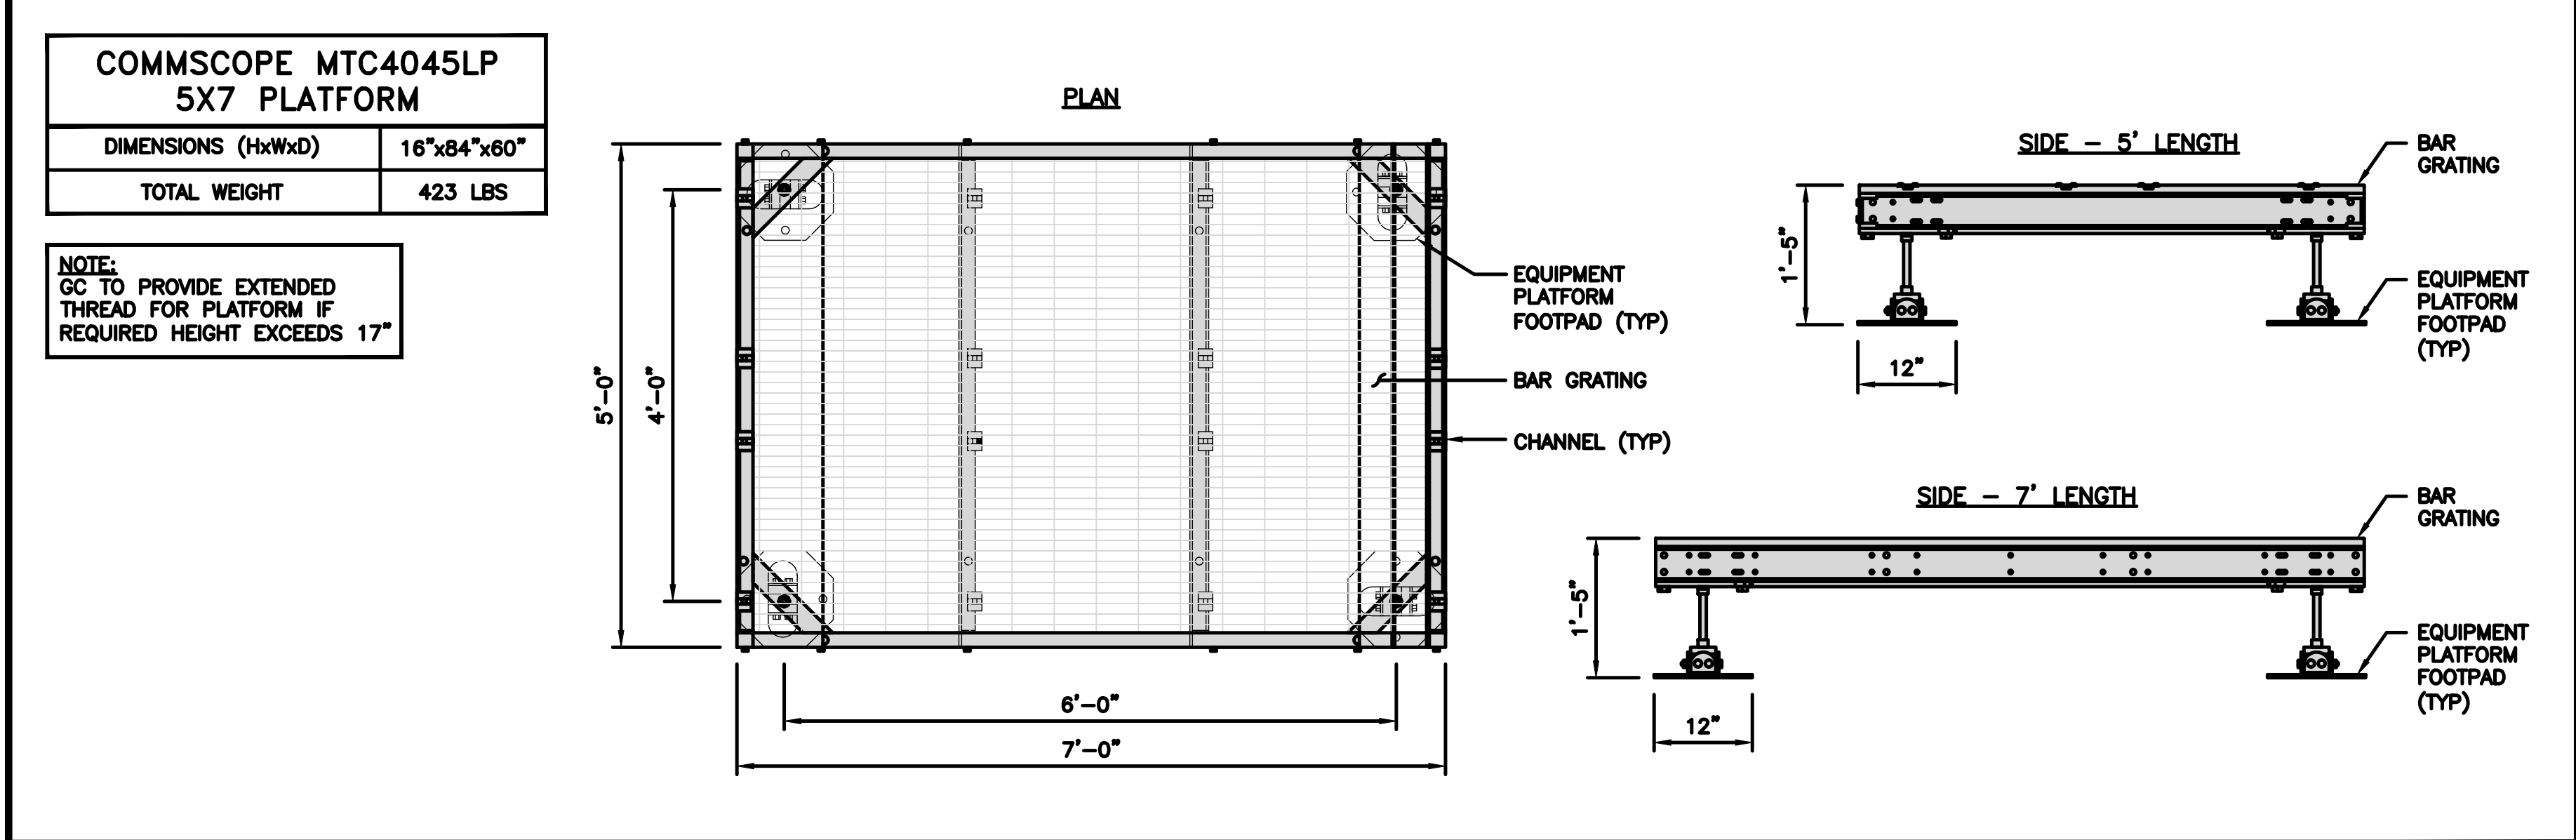 COMMSCOPE MTC4045LP
5X7 PLATFORM
DIMENSIONS (HxWxD) 16"x84"x60"
TOTAL WEIGHT 423 LBS
NOTE:
GC TO PROVIDE EXTENDED
THREAD FOR PLATFORM IF
REQUIRED HEIGHT EXCEEDS 17"
PLAN
5'-0"
4'-0"
6'-0"
7'-0"
EQUIPMENT
PLATFORM
FOOTPAD (TYP)
BAR GRATING
CHANNEL (TYP)
SIDE - 5' LENGTH
BAR
GRATING
1'-5"
EQUIPMENT
PLATFORM
FOOTPAD
(TYP)
12"
SIDE - 7' LENGTH
BAR
GRATING
1'-5"
EQUIPMENT
PLATFORM
FOOTPAD
(TYP)
12"